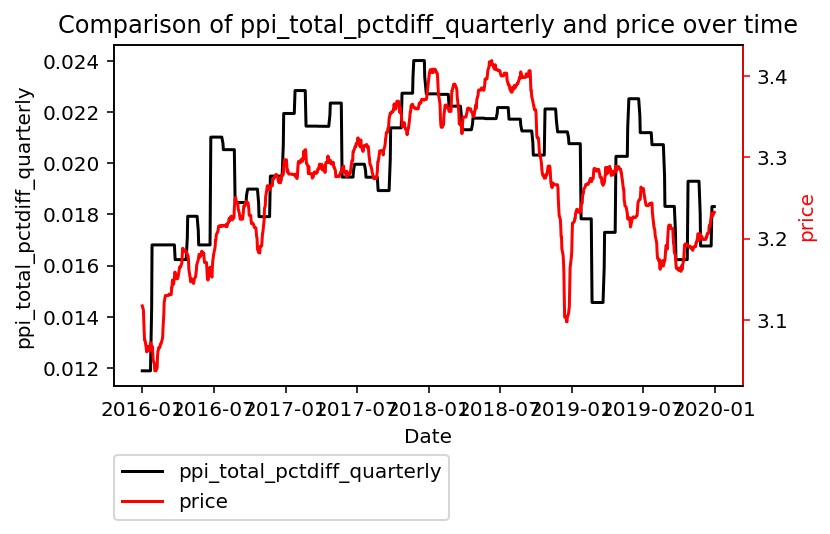 Comparison of ppi_total_pctdiff_quarterly and price over time
ppi_total_pctdiff_quarterly
0.024
0.022
0.020
0.018
0.016
0.014
0.012
3.4
3.3
3.2
3.1
price
2016-01 2016-07 2017-01 2017-07 2018-01 2018-07 2019-01 2019-07 2020-01
Date
ppi_total_pctdiff_quarterly
price